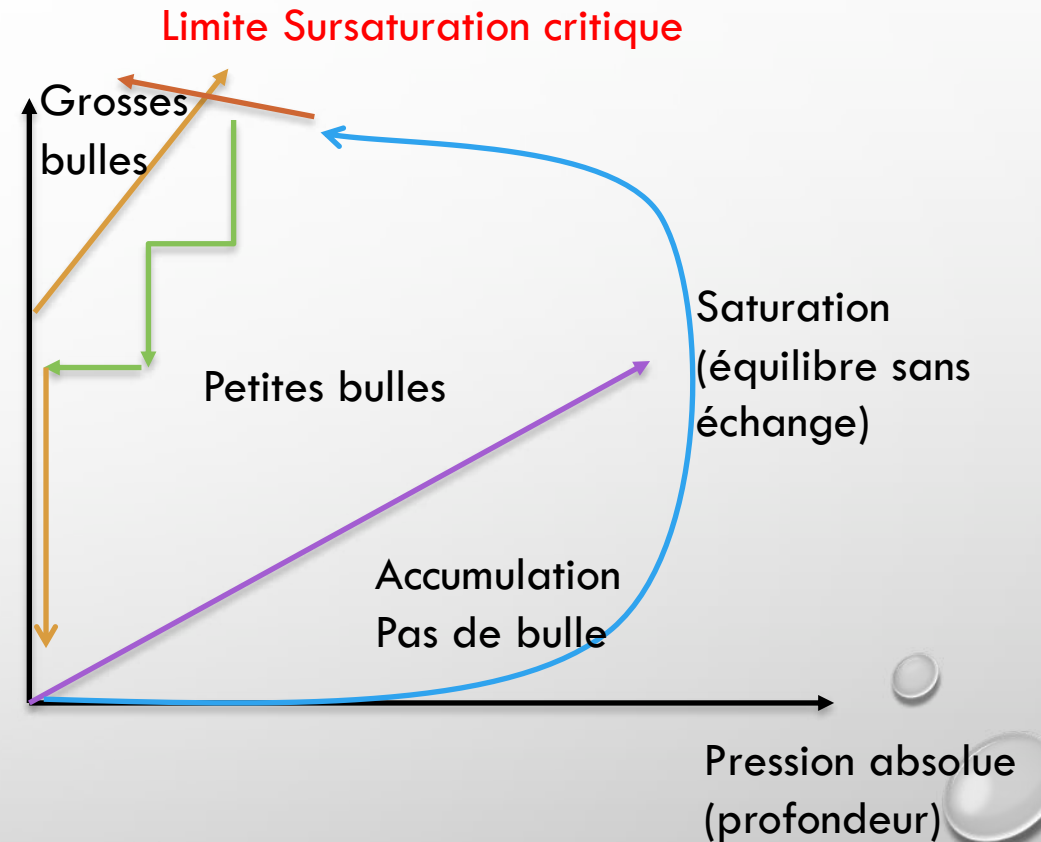 Limite Sursaturation critique
Grosses
bulles
Saturation
(équilibre sans
échange)
Petites bulles
Accumulation
Pas de bulle
Pression absolue
(profondeur)